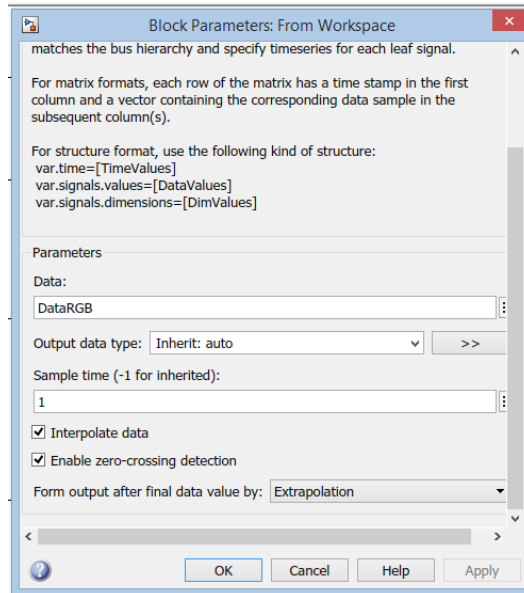 Block Parameters: From Workspace
matches the bus hierarchy and specify timeseries for each leaf signal.
For matrix formats, each row of the matrix has a time stamp in the first
column and a vector containing the corresponding data sample in the
subsequent column(s).
For structure format, use the following kind of structure:
var.time=[TimeValues]
var.signals.values=[DataValues]
var.signals.dimensions=[DimValues]
Parameters
Data:
DataRGB
Output data type: Inherit: auto >>
Sample time (-1 for inherited):
1
Interpolate data
Enable zero-crossing detection
Form output after final data value by: Extrapolation
OK Cancel Help Apply